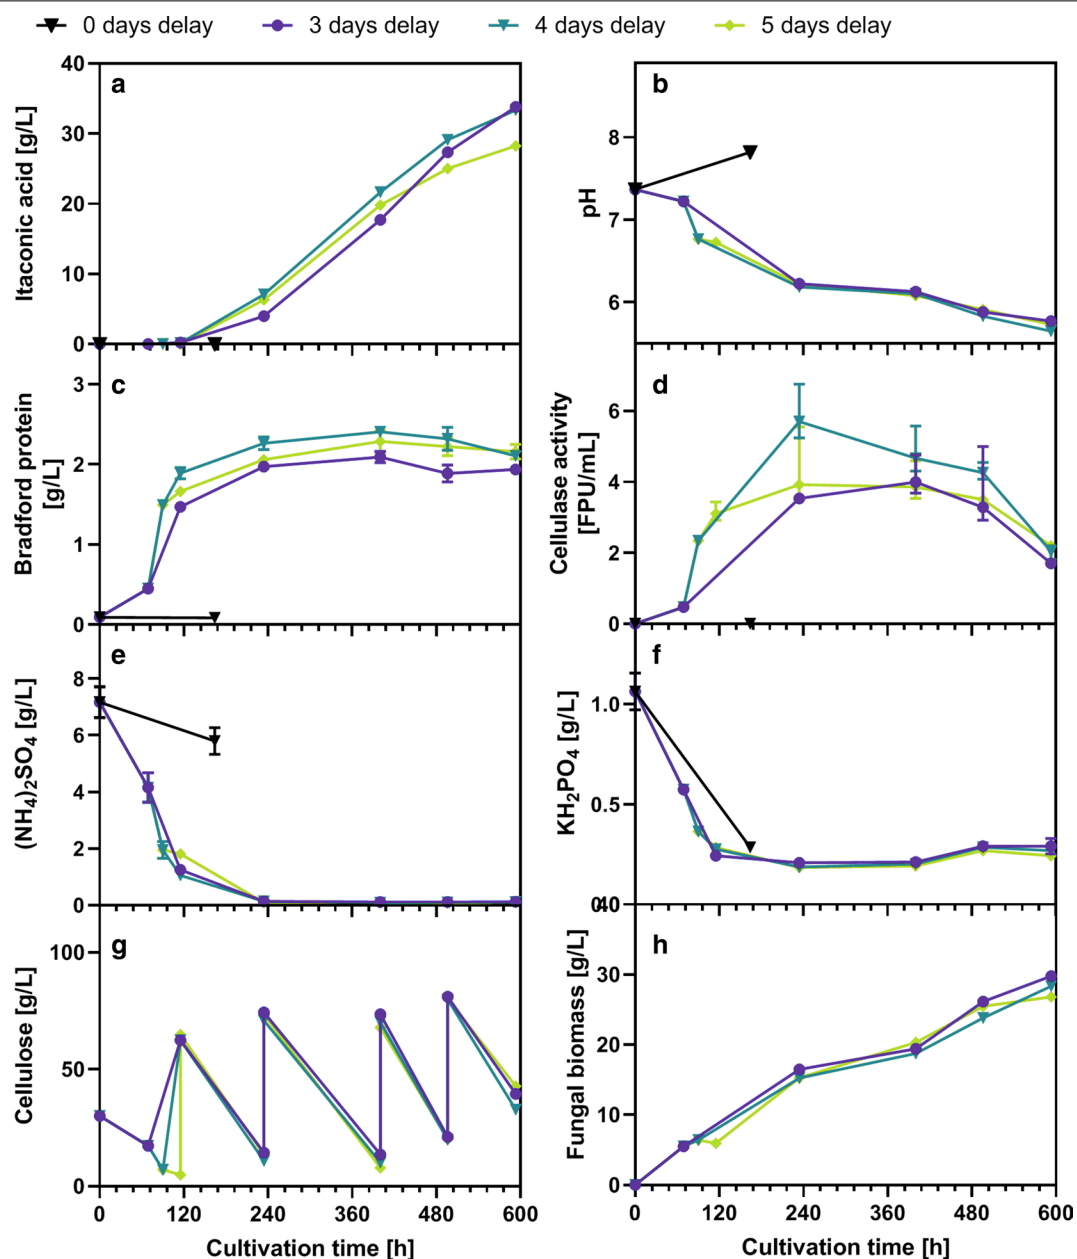 0 days delay 3 days delay 4 days delay 5 days delay
a
Itaconic acid [g/L]
40
30
20
10
0
b
pH
8
7
6
c
Bradford protein
[g/L]
3
2
1
0
d
Cellulase activity
[FPU/mL]
6
4
2
0
e
(NH4)2SO4 [g/L]
8
6
4
2
0
f
KH2PO4 [g/L]
1.0
0.5
0.0
g
Cellulose [g/L]
100
50
0
0 120 240 360 480 600
Cultivation time [h]
h
Fungal biomass [g/L]
40
30
20
10
0
0 120 240 360 480 600
Cultivation time [h]